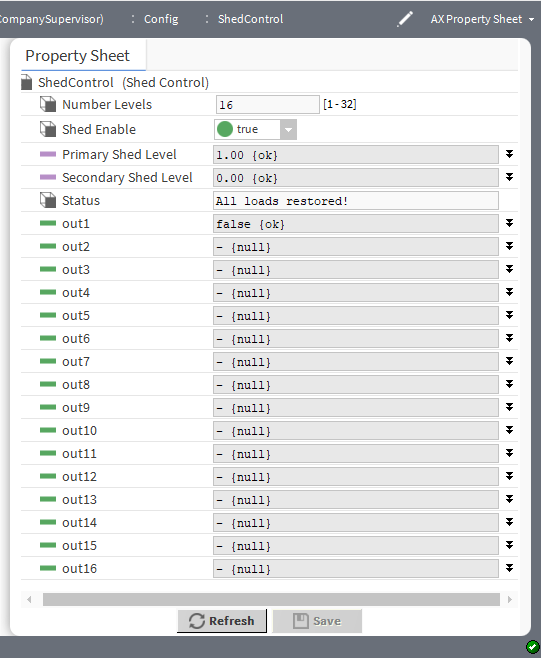 CompanySupervisor) : Config : ShedControl AX Property Sheet
Property Sheet
ShedControl (Shed Control)
Number Levels 16 [1-32]
Shed Enable true
Primary Shed Level 1.00 {ok}
Secondary Shed Level 0.00 {ok}
Status All loads restored!
out1 false {ok}
out2 - {null}
out3 - {null}
out4 - {null}
out5 - {null}
out6 - {null}
out7 - {null}
out8 - {null}
out9 - {null}
out10 - {null}
out11 - {null}
out12 - {null}
out13 - {null}
out14 - {null}
out15 - {null}
out16 - {null}
Refresh Save